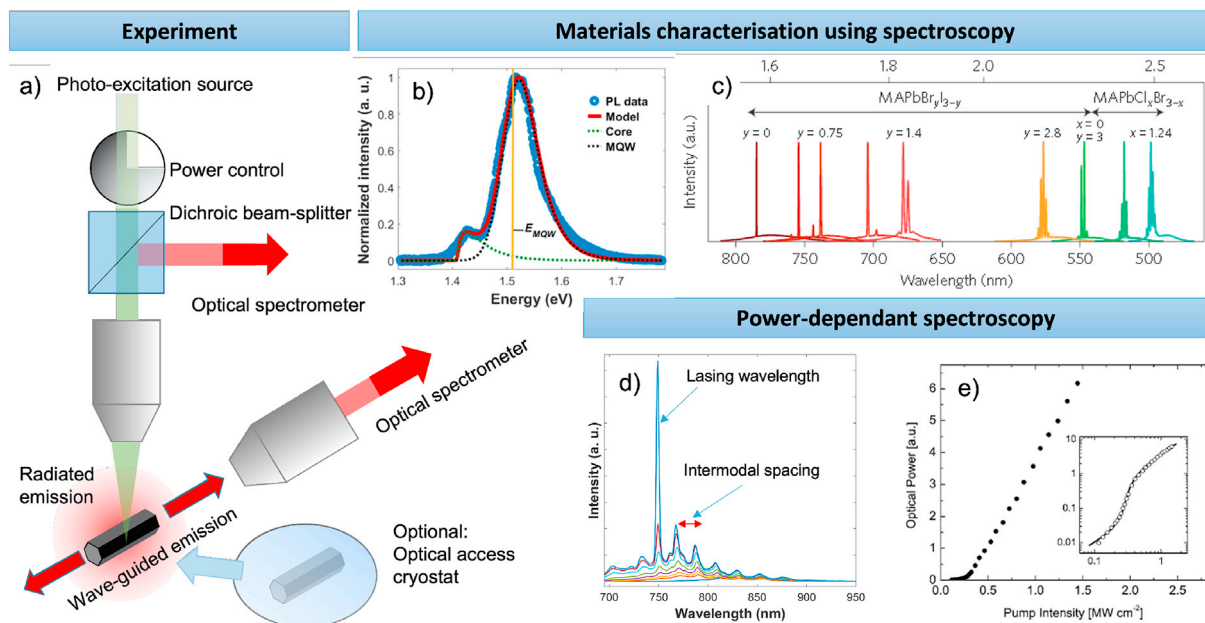 Experiment
Materials characterisation using spectroscopy
a)
Photo-excitation source
Power control
Dichroic beam-splitter
Optical spectrometer
Optical spectrometer
Radiated
emission
Wave-guided emission
Optional:
Optical access
cryostat
b)
Normalized intensity (a. u.)
1
0.8
0.6
0.4
0.2
0
PL data
Model
Core
MQW
E_MQW
1.3 1.4 1.5 1.6 1.7
Energy (eV)
1.6 1.8 2.0 2.3 2.5
c)
MAPbBr_yI_3−y
MAPbCl_xBr_3−x
y = 0
y = 0.75
y = 1.4
y = 2.8
x = 0
y = 3
x = 1.24
Intensity (a.u.)
800 750 700 650 600 550 500
Wavelength (nm)
Power-dependant spectroscopy
d)
Lasing wavelength
Intermodal spacing
Intensity (a. u.)
700 750 800 850 900 950
Wavelength (nm)
e)
Optical Power [a.u.]
6
5
4
3
2
1
0
10
1
0.1
0.01
0.1 1
0.0 0.5 1.0 1.5 2.0 2.5
Pump Intensity [MW cm⁻²]